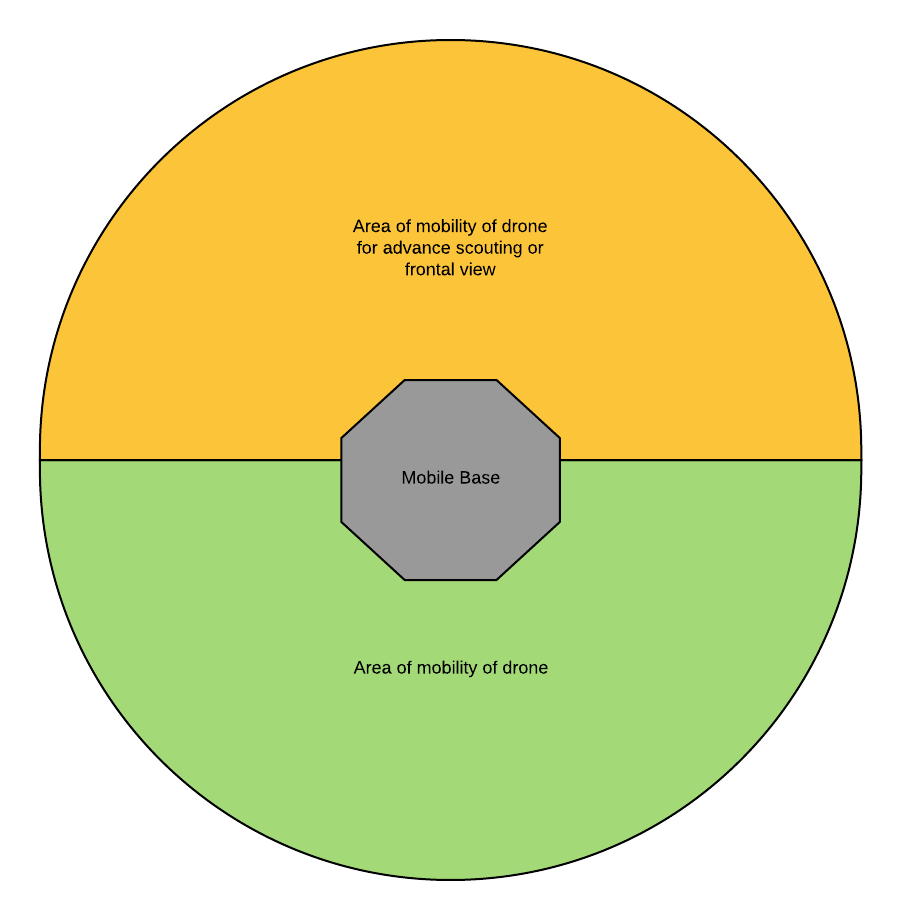 Area of mobility of drone
for advance scouting or
frontal view
Mobile Base
Area of mobility of drone